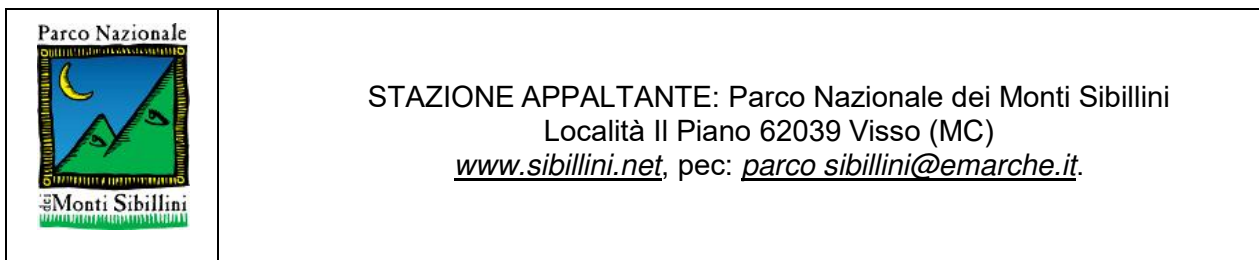 Parco Nazionale
dei Monti Sibillini
STAZIONE APPALTANTE: Parco Nazionale dei Monti Sibillini
Località Il Piano 62039 Visso (MC)
www.sibillini.net, pec: parco sibillini@emarche.it.